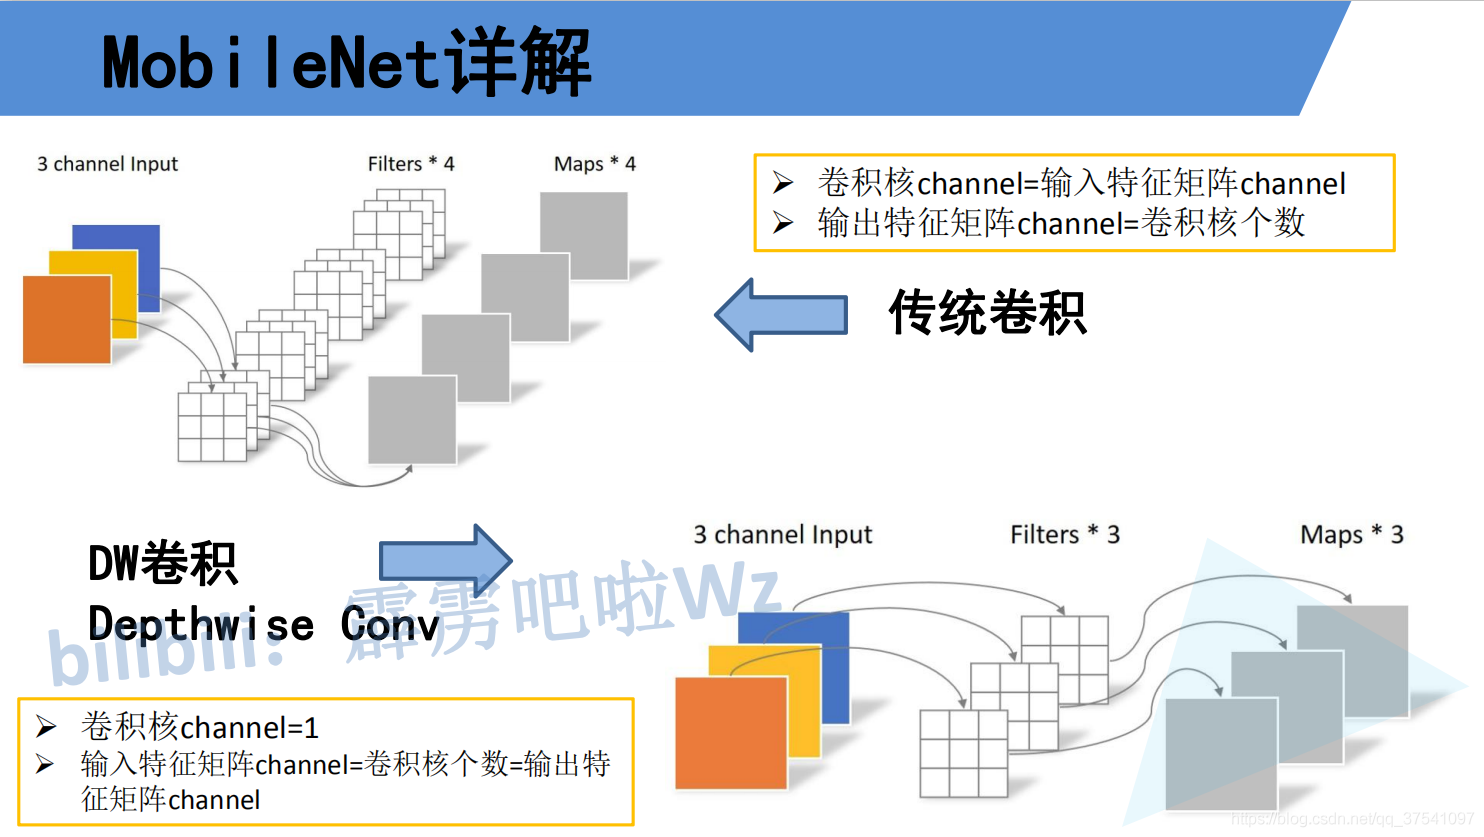 MobileNet详解
3 channel Input
Filters * 4
Maps * 4
➢ 卷积核channel=输入特征矩阵channel
➢ 输出特征矩阵channel=卷积核个数
传统卷积
DW卷积
Depthwise Conv
bilibili: 霹雳吧啦Wz
3 channel Input
Filters * 3
Maps * 3
➢ 卷积核channel=1
➢ 输入特征矩阵channel=卷积核个数=输出特
征矩阵channel
https://blog.csdn.net/qq_37541097